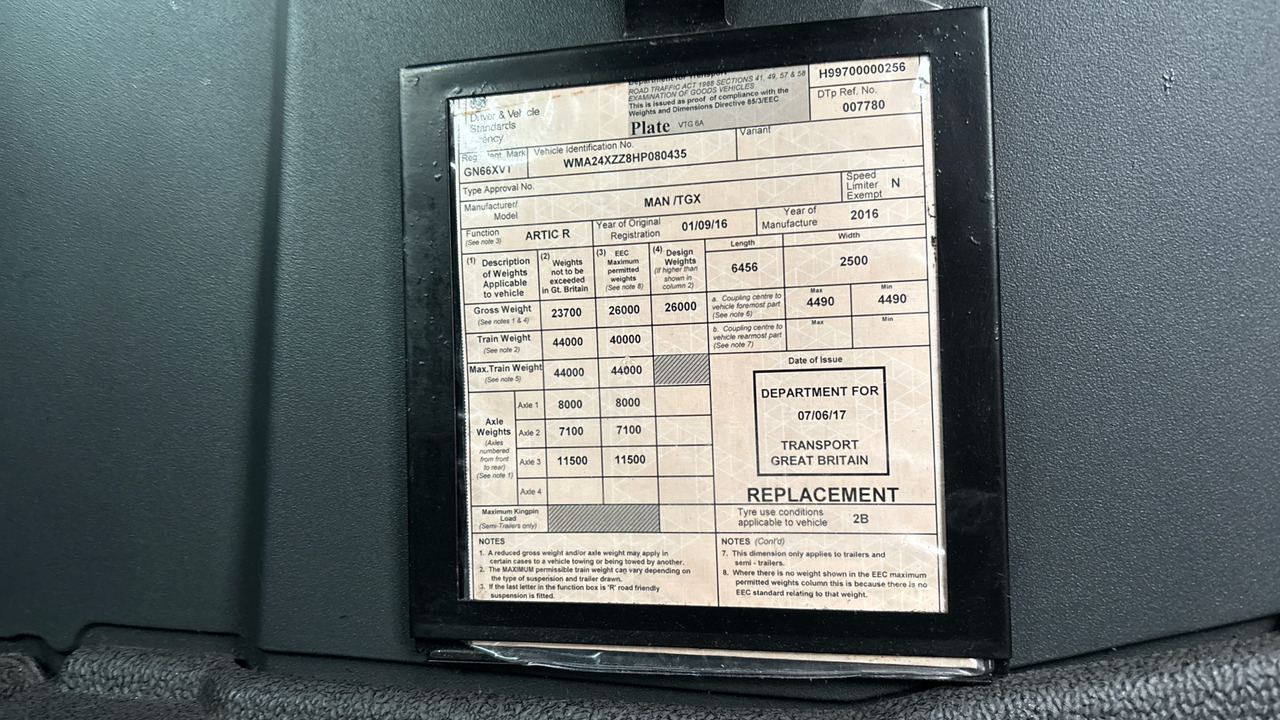 Driver & Vehicle
Standards
Department for Transport
ROAD TRAFFIC ACT 1988 SECTIONS 41, 49, 57 & 58
EXAMINATION OF GOODS VEHICLES
This is issued as proof of compliance with the
Weights and Dimensions Directive 85/3/EEC
Plate VTG 6A
H99700000256
DTp Ref. No.
007780
Reg. Ident. Mark
GN66XV
Vehicle Identification No.
WMA24XZZ8HP080435
Variant
Type Approval No.
Manufacturer/
Model
MAN /TGX
Speed
Limiter
Exempt
N
Function
(See note 3)
ARTIC R
Year of Original
Registration
01/09/16
Year of
Manufacture
2016
(1) Description
of Weights
Applicable
to vehicle
(2) Weights
not to be
exceeded
in Gt. Britain
(3) EEC
Maximum
permitted
weights
(See note 8)
(4) Design
Weights
(If higher than
shown in
column 2)
Length
6456
Width
2500
Gross Weight
(See notes 1 & 4)
23700
26000
26000
a. Coupling centre to
vehicle foremost part
(See note 6)
Max
4490
Min
4490
Train Weight
(See note 2)
44000
40000
b. Coupling centre to
vehicle rearmost part
(See note 7)
Max
Min
Max.Train Weight
(See note 5)
44000
44000
Axle
Weights
(Axles
numbered
from front
to rear)
(See note 1)
Axle 1
8000
8000
Axle 2
7100
7100
Axle 3
11500
11500
Axle 4
Maximum Kingpin
Load
(Semi-Trailers only)
Date of Issue
DEPARTMENT FOR
07/06/17
TRANSPORT
GREAT BRITAIN
REPLACEMENT
Tyre use conditions
applicable to vehicle
2B
NOTES
1. A reduced gross weight and/or axle weight may apply in
certain cases to a vehicle towing or being towed by another.
2. The MAXIMUM permissible train weight can vary depending on
the type of suspension and trailer drawn.
3. If the last letter in the function box is 'R' road friendly
suspension is fitted.
NOTES (Cont'd)
7. This dimension only applies to trailers and
semi - trailers.
8. Where there is no weight shown in the EEC maximum
permitted weights column this is because there is no
EEC standard relating to that weight.